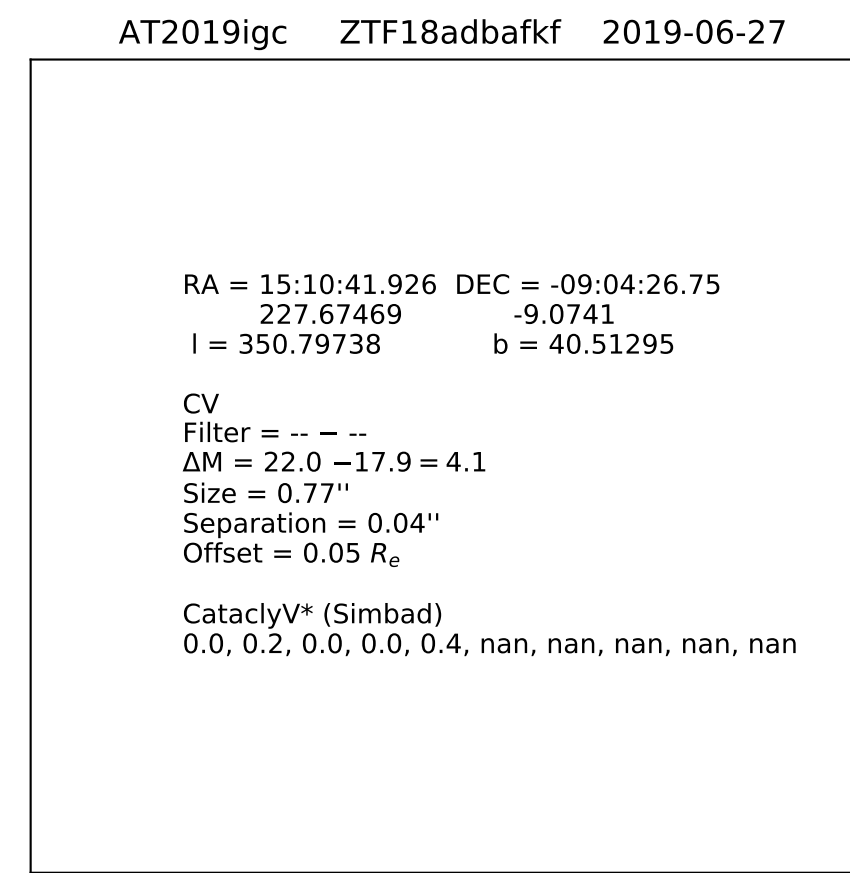 AT2019igc ZTF18adbafkf 2019-06-27
RA = 15:10:41.926 DEC = -09:04:26.75
227.67469 -9.0741
l = 350.79738 b = 40.51295
CV
Filter = -- − --
ΔM = 22.0 −17.9 = 4.1
Size = 0.77''
Separation = 0.04''
Offset = 0.05 Re
CataclyV* (Simbad)
0.0, 0.2, 0.0, 0.0, 0.4, nan, nan, nan, nan, nan